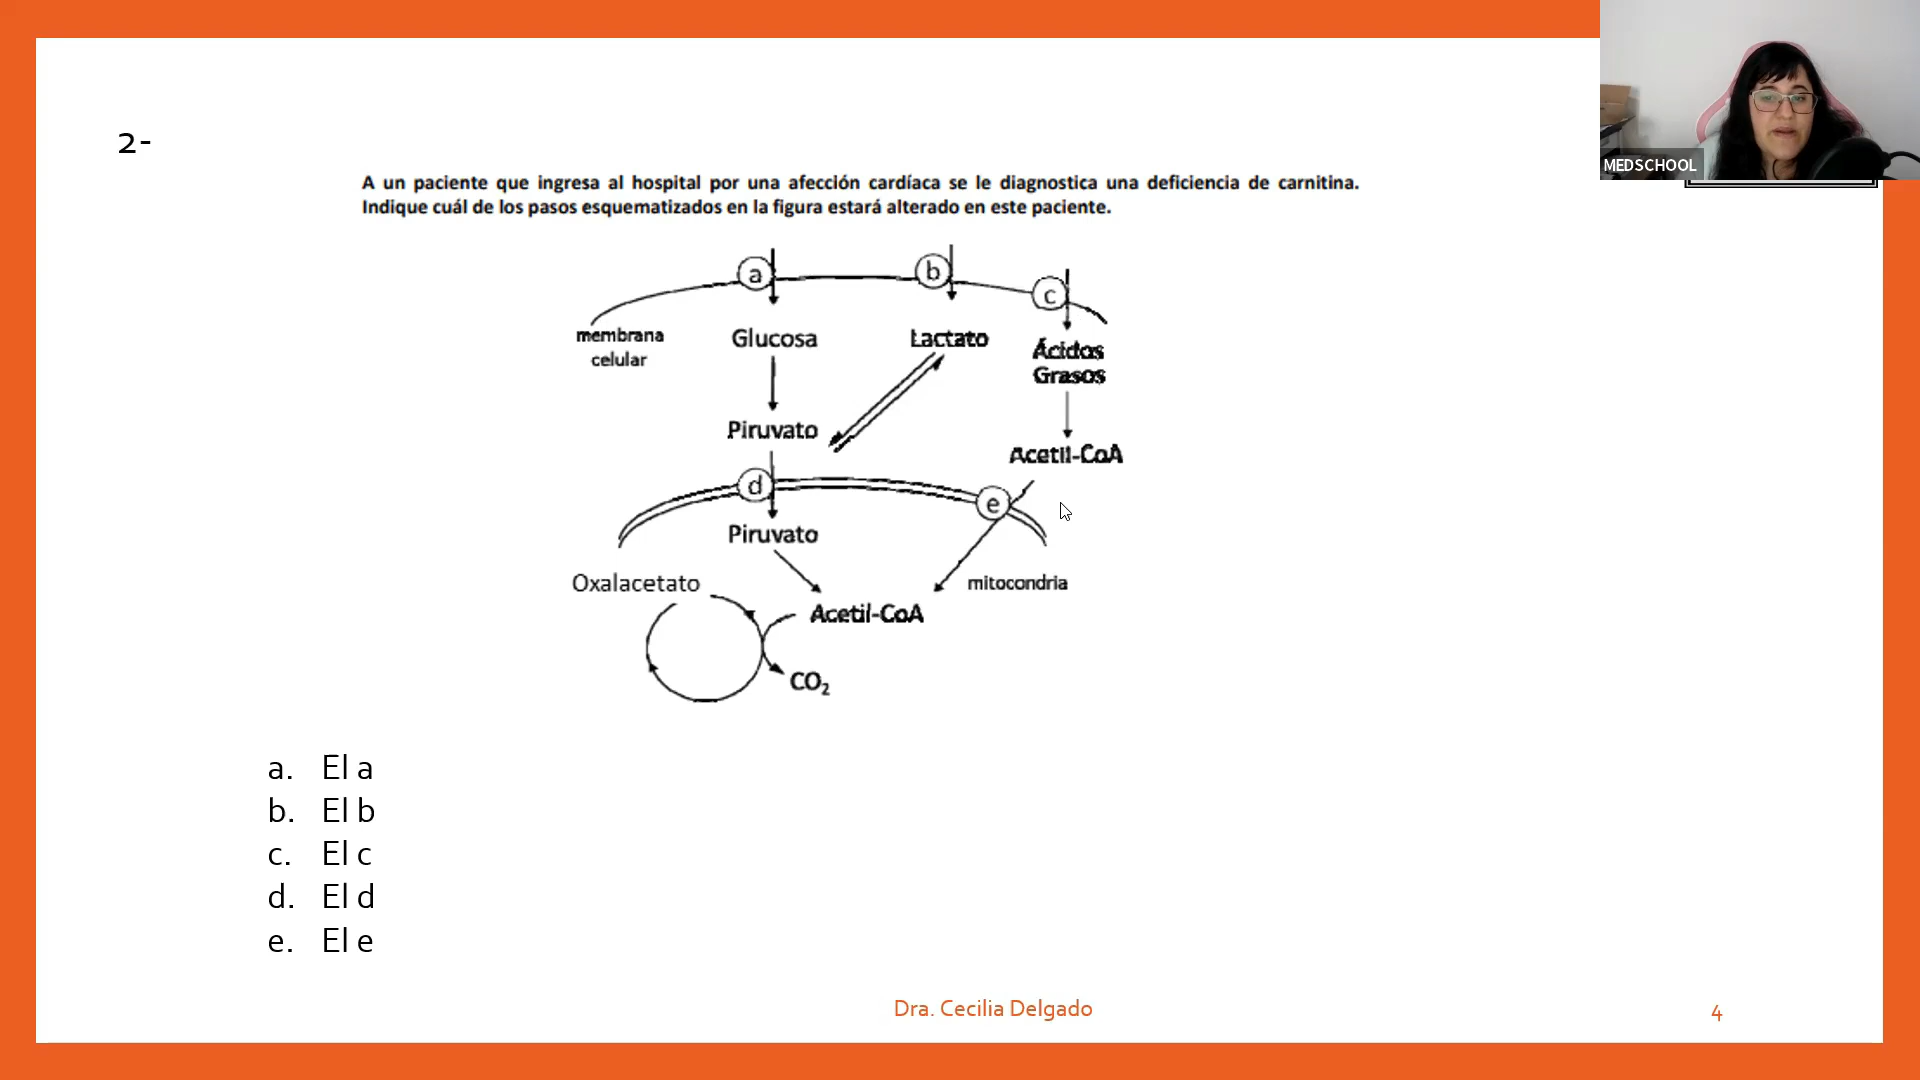 MEDSCHOOL
2-
A un paciente que ingresa al hospital por una afección cardíaca se le diagnostica una deficiencia de carnitina.
Indique cuál de los pasos esquematizados en la figura estará alterado en este paciente.
a
b
c
membrana
celular
Glucosa
Lactato
Ácidos
Grasos
Piruvato
Acetil-CoA
d
e
Piruvato
Oxalacetato
mitocondria
Acetil-CoA
CO₂
a. El a
b. El b
c. El c
d. El d
e. El e
Dra. Cecilia Delgado
4